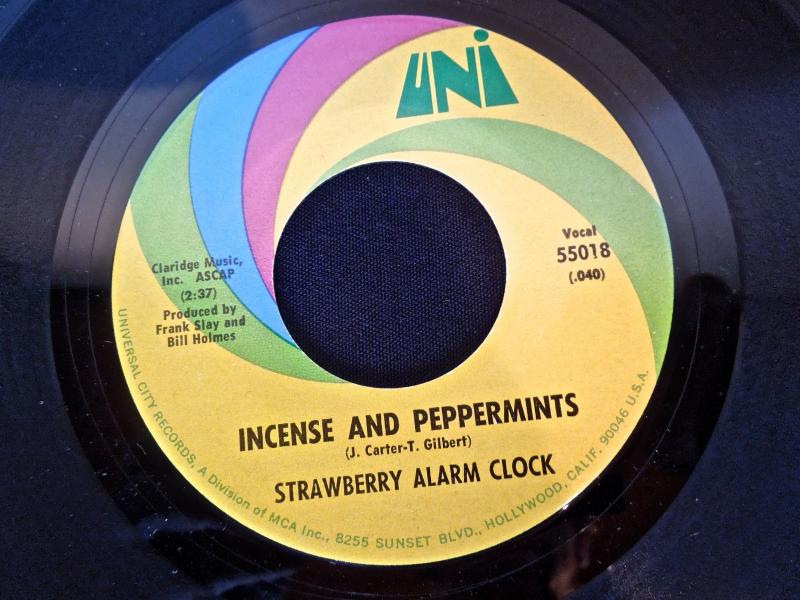 UNI
Vocal
55018
(.040)
Claridge Music,
Inc. ASCAP
(2:37)
Produced by
Frank Slay and
Bill Holmes
INCENSE AND PEPPERMINTS
(J. Carter-T. Gilbert)
STRAWBERRY ALARM CLOCK
UNIVERSAL CITY RECORDS, A Division of MCA Inc., 8255 SUNSET BLVD., HOLLYWOOD, CALIF. 90046 U.S.A.